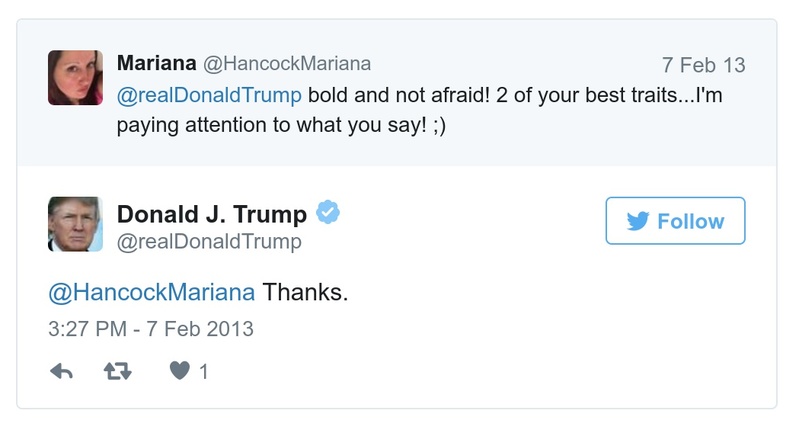 Mariana @HancockMariana 7 Feb 13
@realDonaldTrump bold and not afraid! 2 of your best traits...I'm
paying attention to what you say! ;)
Donald J. Trump
@realDonaldTrump
Follow
@HancockMariana Thanks.
3:27 PM - 7 Feb 2013
1